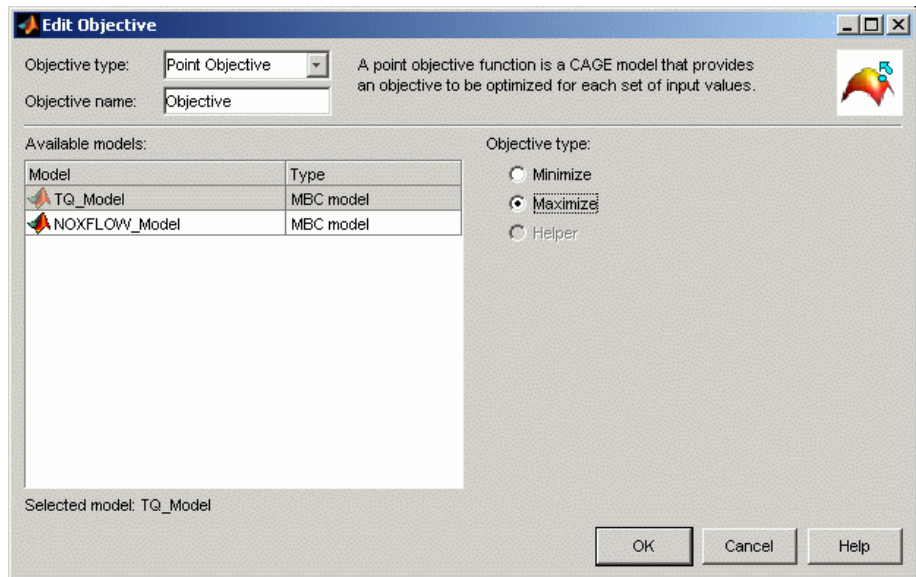 Edit Objective
Objective type: Point Objective
A point objective function is a CAGE model that provides
an objective to be optimized for each set of input values.
Objective name: Objective
Available models:
Model Type
TQ_Model MBC model
NOXFLOW_Model MBC model
Selected model: TQ_Model
Objective type:
Minimize
Maximize
Helper
OK Cancel Help